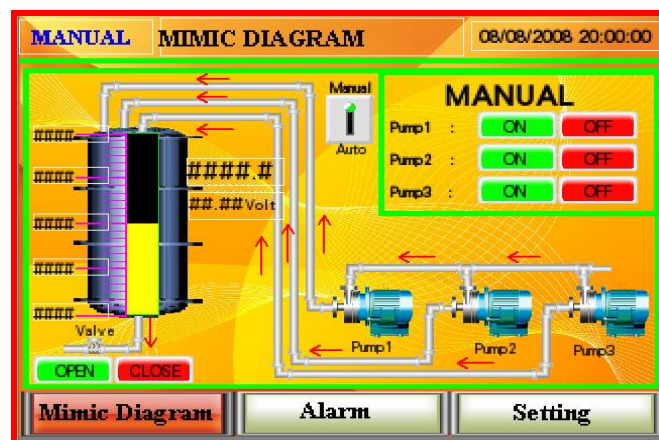 MANUAL MIMIC DIAGRAM 08/08/2008 20:00:00
Manual
Auto
MANUAL
Pump1 : ON OFF
Pump2 : ON OFF
Pump3 : ON OFF
####
####
####
####
####
####.#
##.## Volt
Valve
OPEN CLOSE
Pump1
Pump2
Pump3
Mimic Diagram Alarm Setting